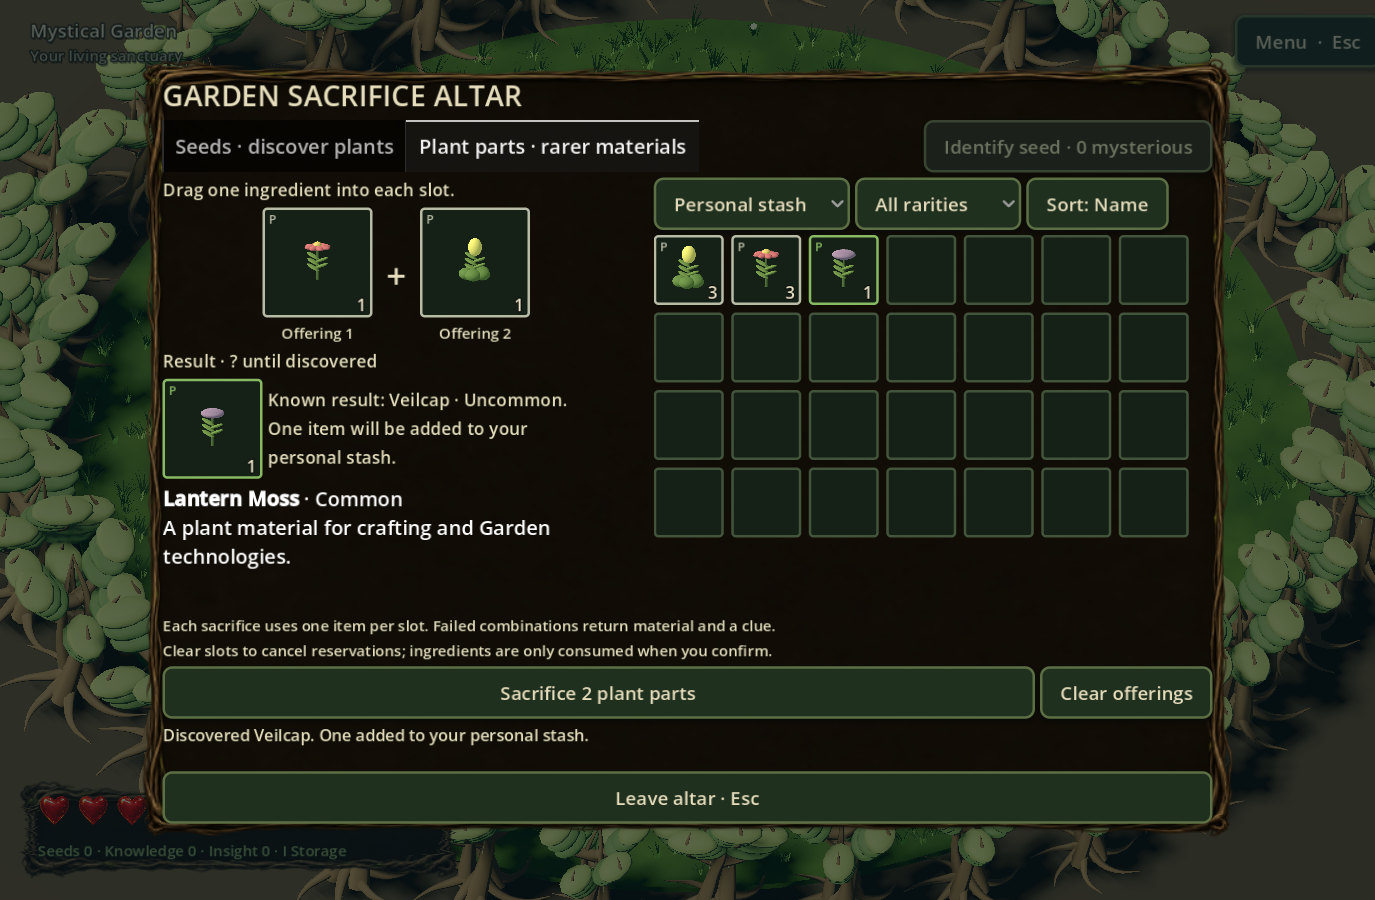 Mystical Garden
Your living sanctuary
Menu · Esc
GARDEN SACRIFICE ALTAR
Seeds · discover plants
Plant parts · rarer materials
Identify seed · 0 mysterious
Drag one ingredient into each slot.
Personal stash
All rarities
Sort: Name
P
1
+
P
1
Offering 1
Offering 2
P
3
P
3
P
1
Result · ? until discovered
P
1
Known result: Veilcap · Uncommon.
One item will be added to your
personal stash.
Lantern Moss · Common
A plant material for crafting and Garden
technologies.
Each sacrifice uses one item per slot. Failed combinations return material and a clue.
Clear slots to cancel reservations; ingredients are only consumed when you confirm.
Sacrifice 2 plant parts
Clear offerings
Discovered Veilcap. One added to your personal stash.
Leave altar · Esc
Seeds 0 · Knowledge 0 · Insight 0 · I Storage